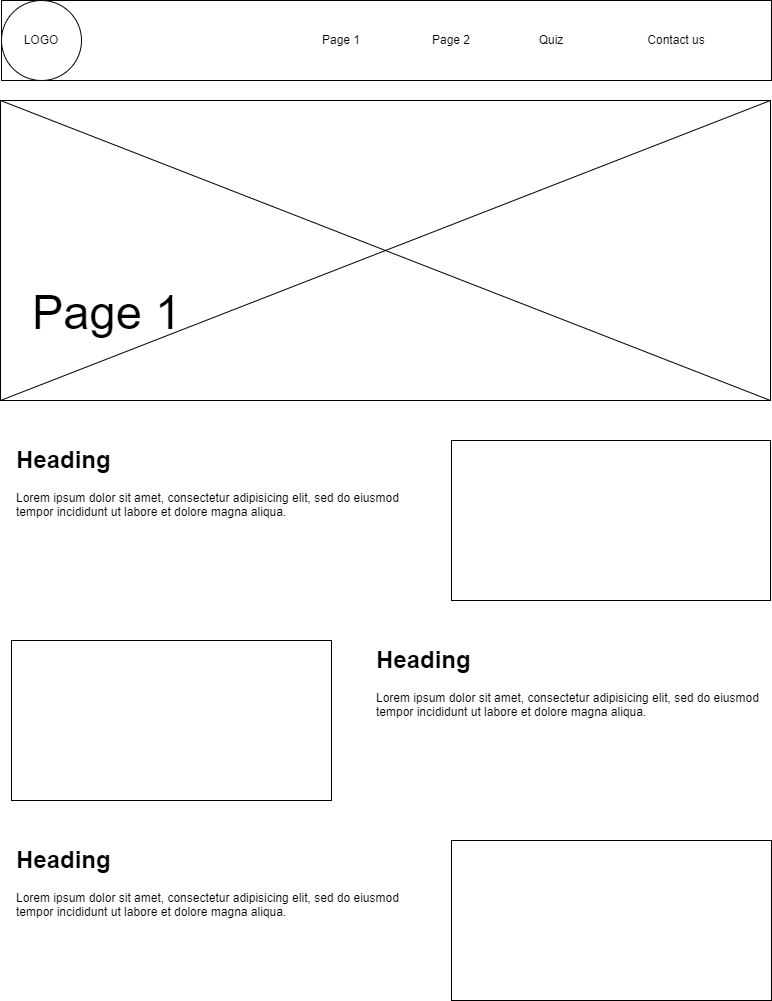 LOGO
Page 1
Page 2
Quiz
Contact us
Page 1
Heading
Lorem ipsum dolor sit amet, consectetur adipisicing elit, sed do eiusmod
tempor incididunt ut labore et dolore magna aliqua.
Heading
Lorem ipsum dolor sit amet, consectetur adipisicing elit, sed do eiusmod
tempor incididunt ut labore et dolore magna aliqua.
Heading
Lorem ipsum dolor sit amet, consectetur adipisicing elit, sed do eiusmod
tempor incididunt ut labore et dolore magna aliqua.